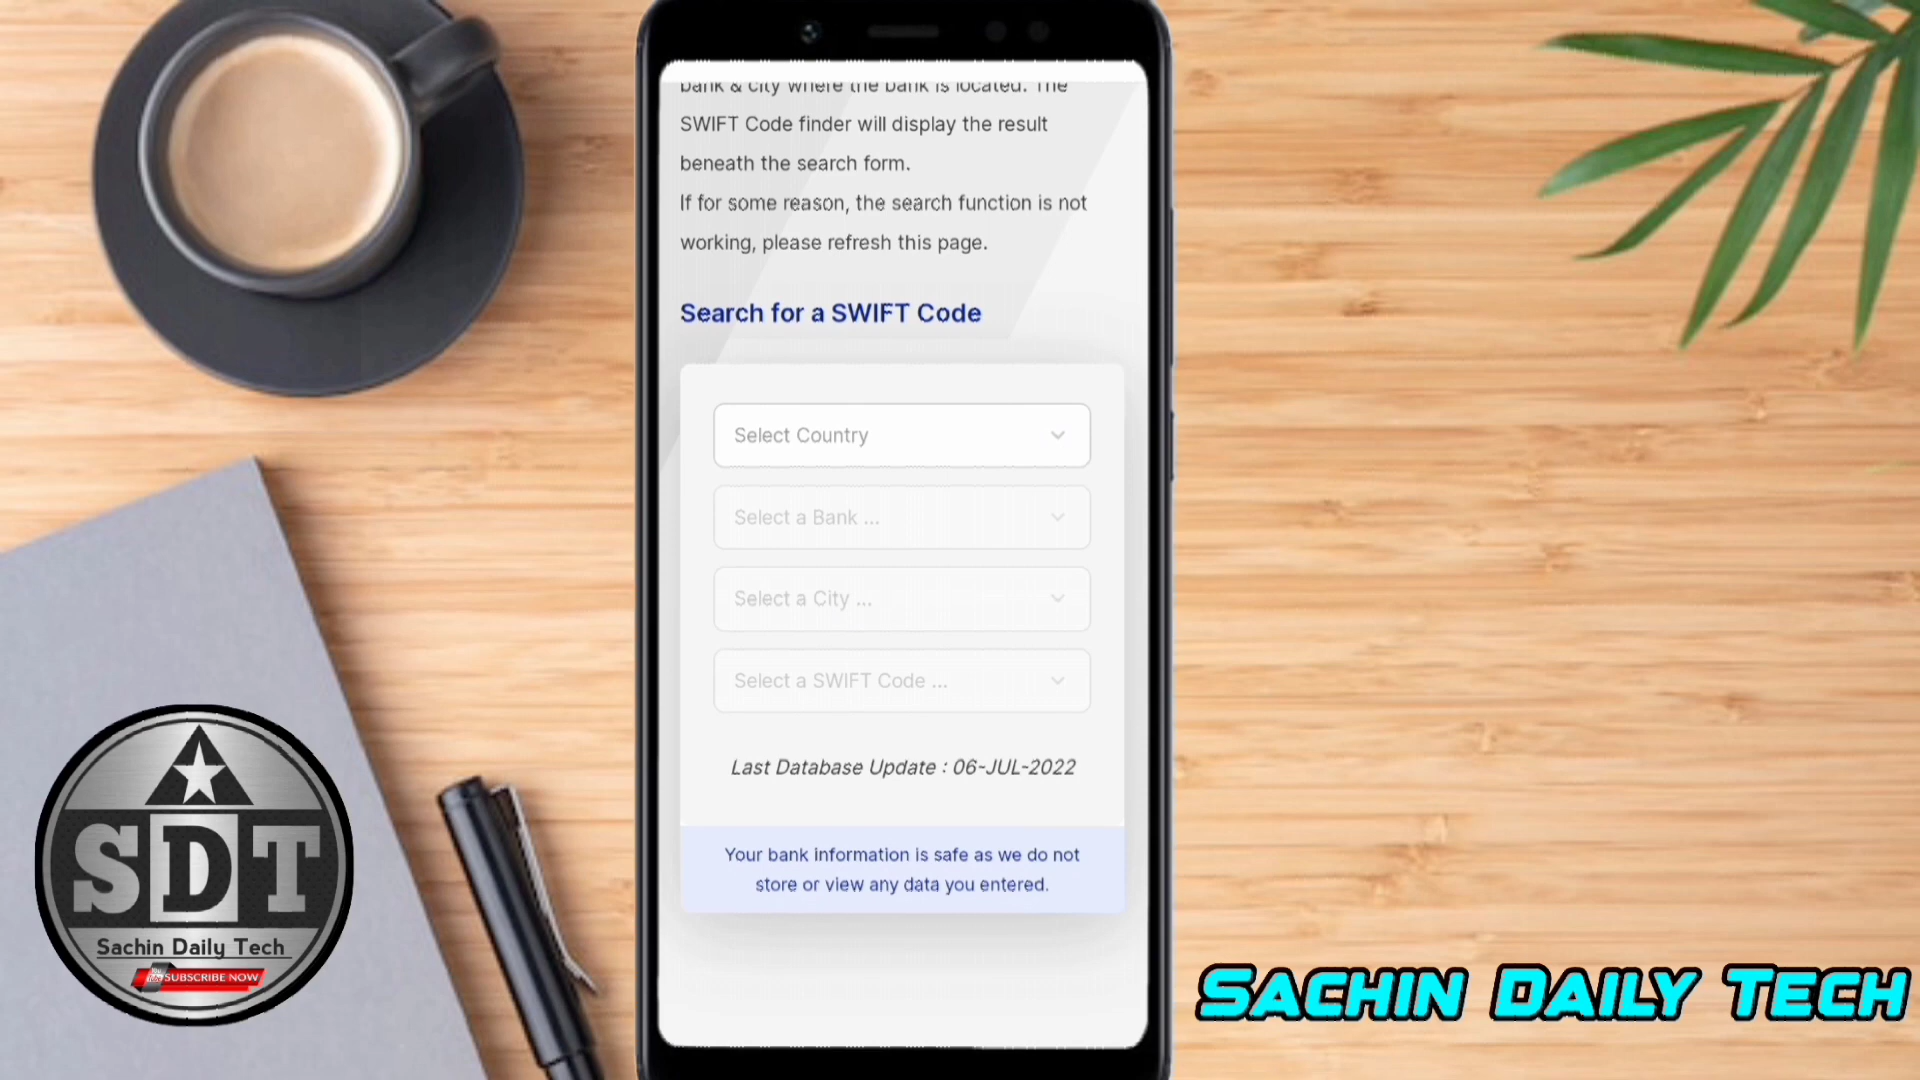 bank & city where the bank is located. The
SWIFT Code finder will display the result
beneath the search form.
If for some reason, the search function is not
working, please refresh this page.
Search for a SWIFT Code
Select Country
Select a Bank ...
Select a City ...
Select a SWIFT Code ...
Last Database Update : 06-JUL-2022
Your bank information is safe as we do not
store or view any data you entered.
SDT
Sachin Daily Tech
SUBSCRIBE NOW
SACHIN DAILY TECH